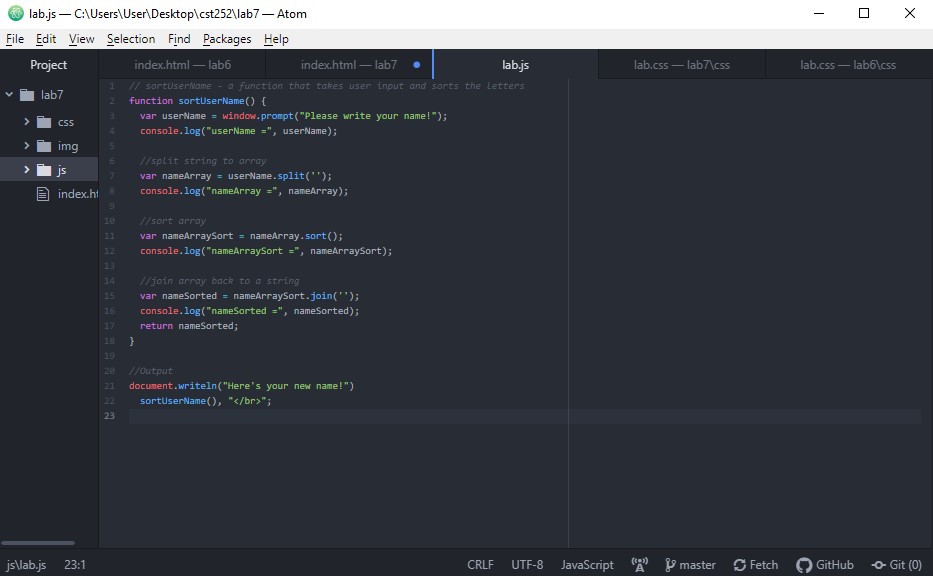 lab.js — C:\Users\User\Desktop\cst252\lab7 — Atom
File Edit View Selection Find Packages Help
Project
index.html — lab6
index.html — lab7
lab.js
lab.css — lab7\css
lab.css — lab6\css
lab7
css
img
js
index.ht
1 // sortUserName - a function that takes user input and sorts the letters
2 function sortUserName() {
3   var userName = window.prompt("Please write your name!");
4   console.log("userName =", userName);
5
6   //split string to array
7   var nameArray = userName.split('');
8   console.log("nameArray =", nameArray);
9
10   //sort array
11   var nameArraySort = nameArray.sort();
12   console.log("nameArraySort =", nameArraySort);
13
14   //join array back to a string
15   var nameSorted = nameArraySort.join('');
16   console.log("nameSorted =", nameSorted);
17   return nameSorted;
18 }
19
20 //Output
21 document.writeln("Here's your new name!")
22   sortUserName(), "</br>";
23
js\lab.js 23:1 CRLF UTF-8 JavaScript master Fetch GitHub Git (0)